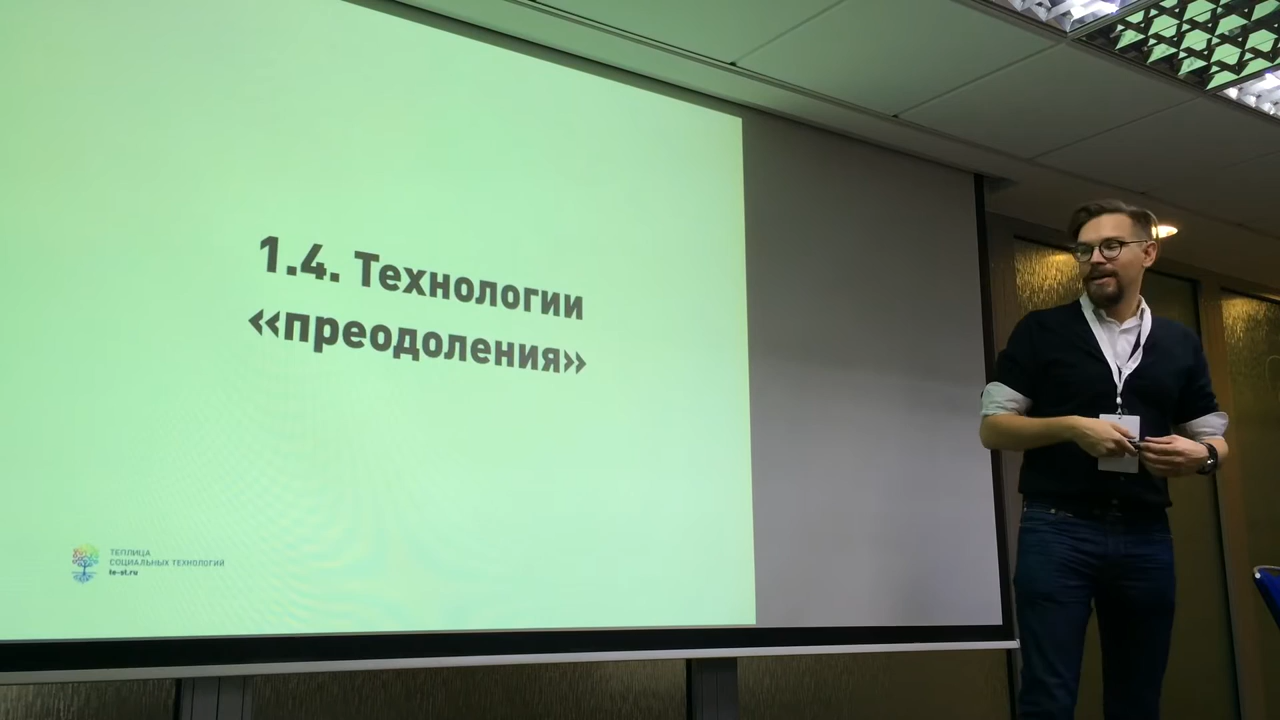 1.4. Технологии
«преодоления»
ТЕПЛИЦА
СОЦИАЛЬНЫХ ТЕХНОЛОГИЙ
te-st.ru